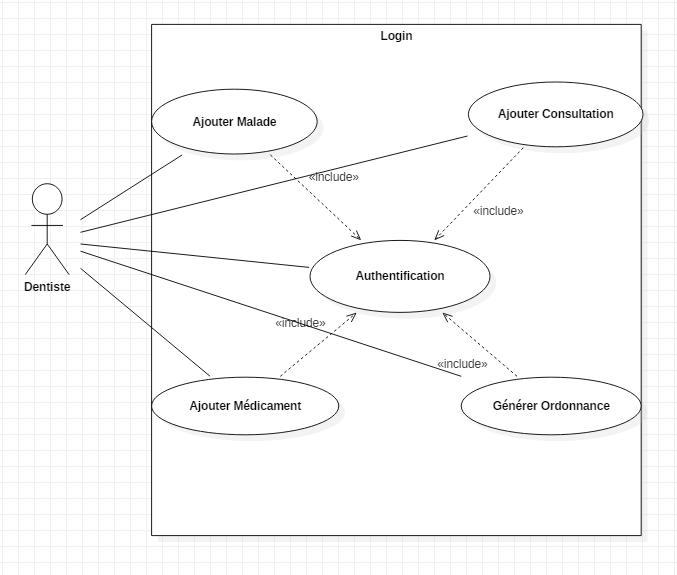 Login
Ajouter Malade
Ajouter Consultation
«include»
«include»
Authentification
Dentiste
«include»
«include»
Ajouter Médicament
Générer Ordonnance